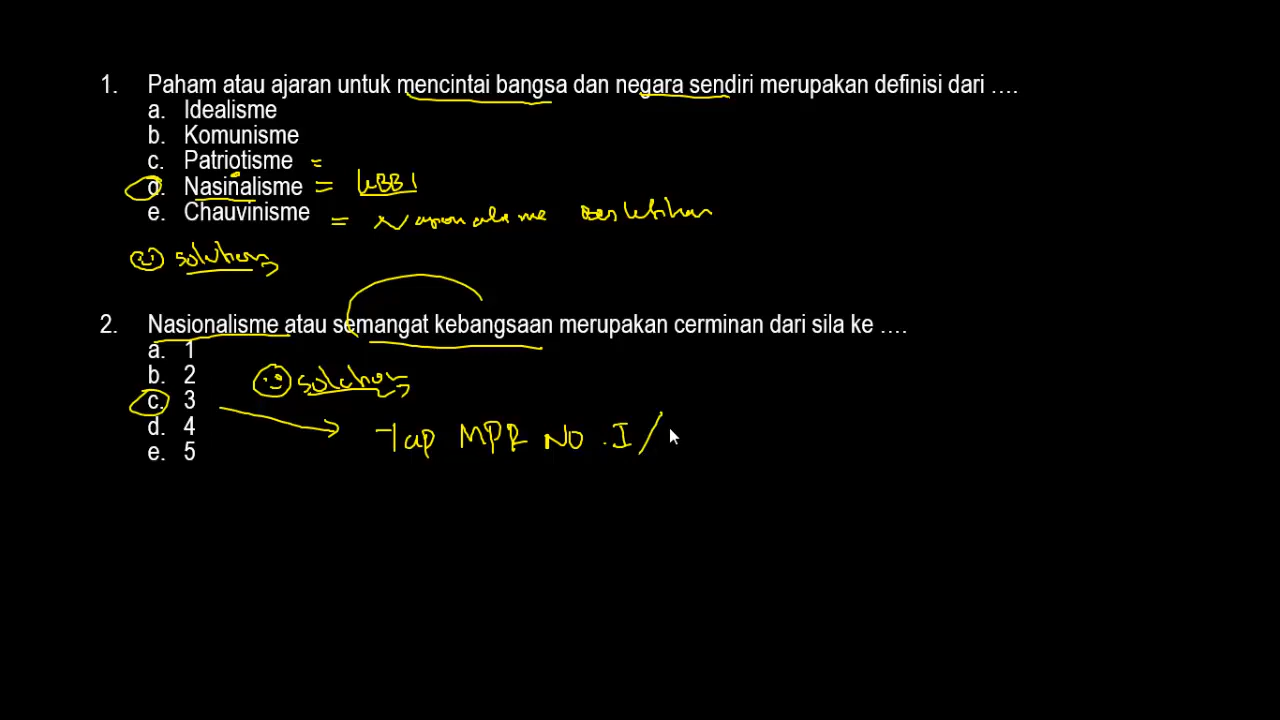 1. Paham atau ajaran untuk mencintai bangsa dan negara sendiri merupakan definisi dari ....
a. Idealisme
b. Komunisme
c. Patriotisme =
d. Nasinalisme = KBBI
e. Chauvinisme = Nasionalisme berlebihan
solution
2. Nasionalisme atau semangat kebangsaan merupakan cerminan dari sila ke ....
a. 1
b. 2 solution
c. 3
d. 4 Tap MPR NO. I /
e. 5